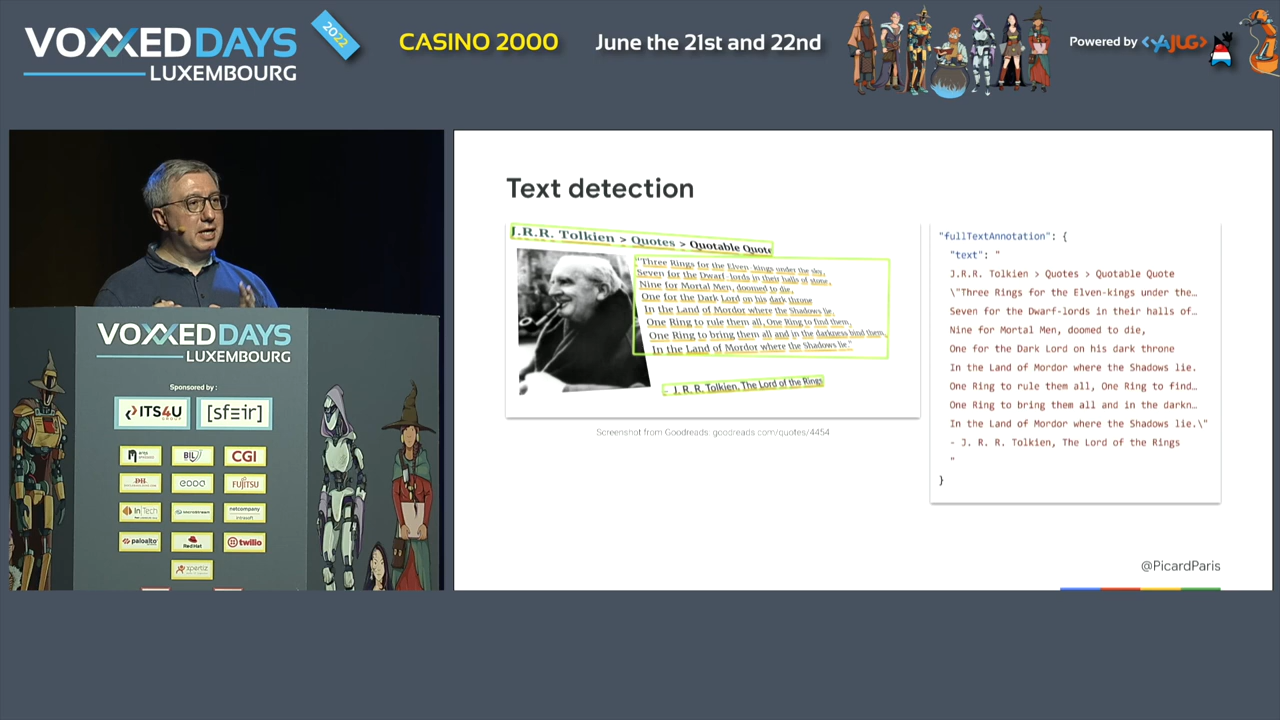 VOXXED DAYS
LUXEMBOURG
2022
CASINO 2000
June the 21st and 22nd
Powered by <YAJUG>
VOXXED DAYS
LUXEMBOURG
Sponsored by :
ITS4U
GROUP
[sfeir]
BIL
CGI
FUJITSU
InTech
netcompany
intrasoft
paloalto
Red Hat
twilio
xpertiz
Text detection
J.R.R. Tolkien > Quotes > Quotable Quote
"Three Rings for the Elven-kings under the sky,
Seven for the Dwarf-lords in their halls of stone,
Nine for Mortal Men, doomed to die,
One for the Dark Lord on his dark throne
In the Land of Mordor where the Shadows lie.
One Ring to rule them all, One Ring to find them,
One Ring to bring them all and in the darkness bind them,
In the Land of Mordor where the Shadows lie."
- J. R. R. Tolkien, The Lord of the Rings
Screenshot from Goodreads: goodreads.com/quotes/4454
"fullTextAnnotation": {
"text": "
J.R.R. Tolkien > Quotes > Quotable Quote
\"Three Rings for the Elven-kings under the…
Seven for the Dwarf-lords in their halls of…
Nine for Mortal Men, doomed to die,
One for the Dark Lord on his dark throne
In the Land of Mordor where the Shadows lie.
One Ring to rule them all, One Ring to find…
One Ring to bring them all and in the darkn…
In the Land of Mordor where the Shadows lie.\"
- J. R. R. Tolkien, The Lord of the Rings
"
}
@PicardParis